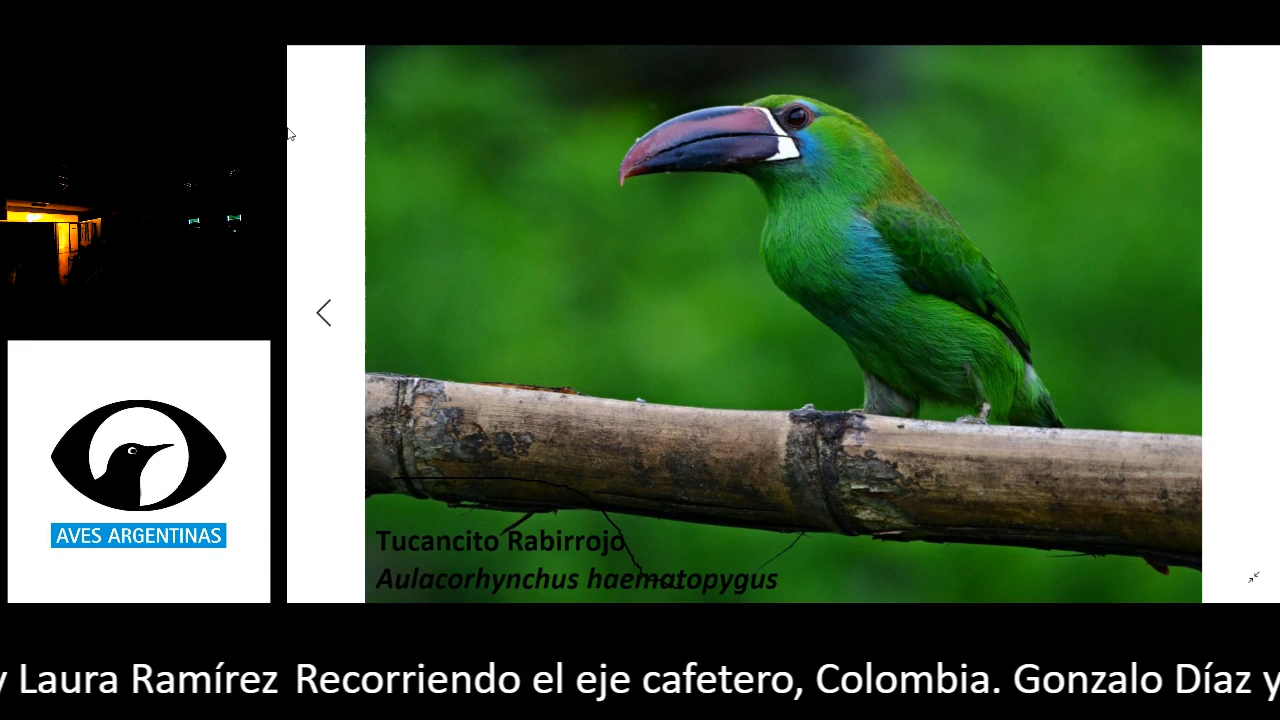 Tucancito Rabirrojo
Aulacorhynchus haematopygus
AVES ARGENTINAS
y Laura Ramírez Recorriendo el eje cafetero, Colombia. Gonzalo Díaz y